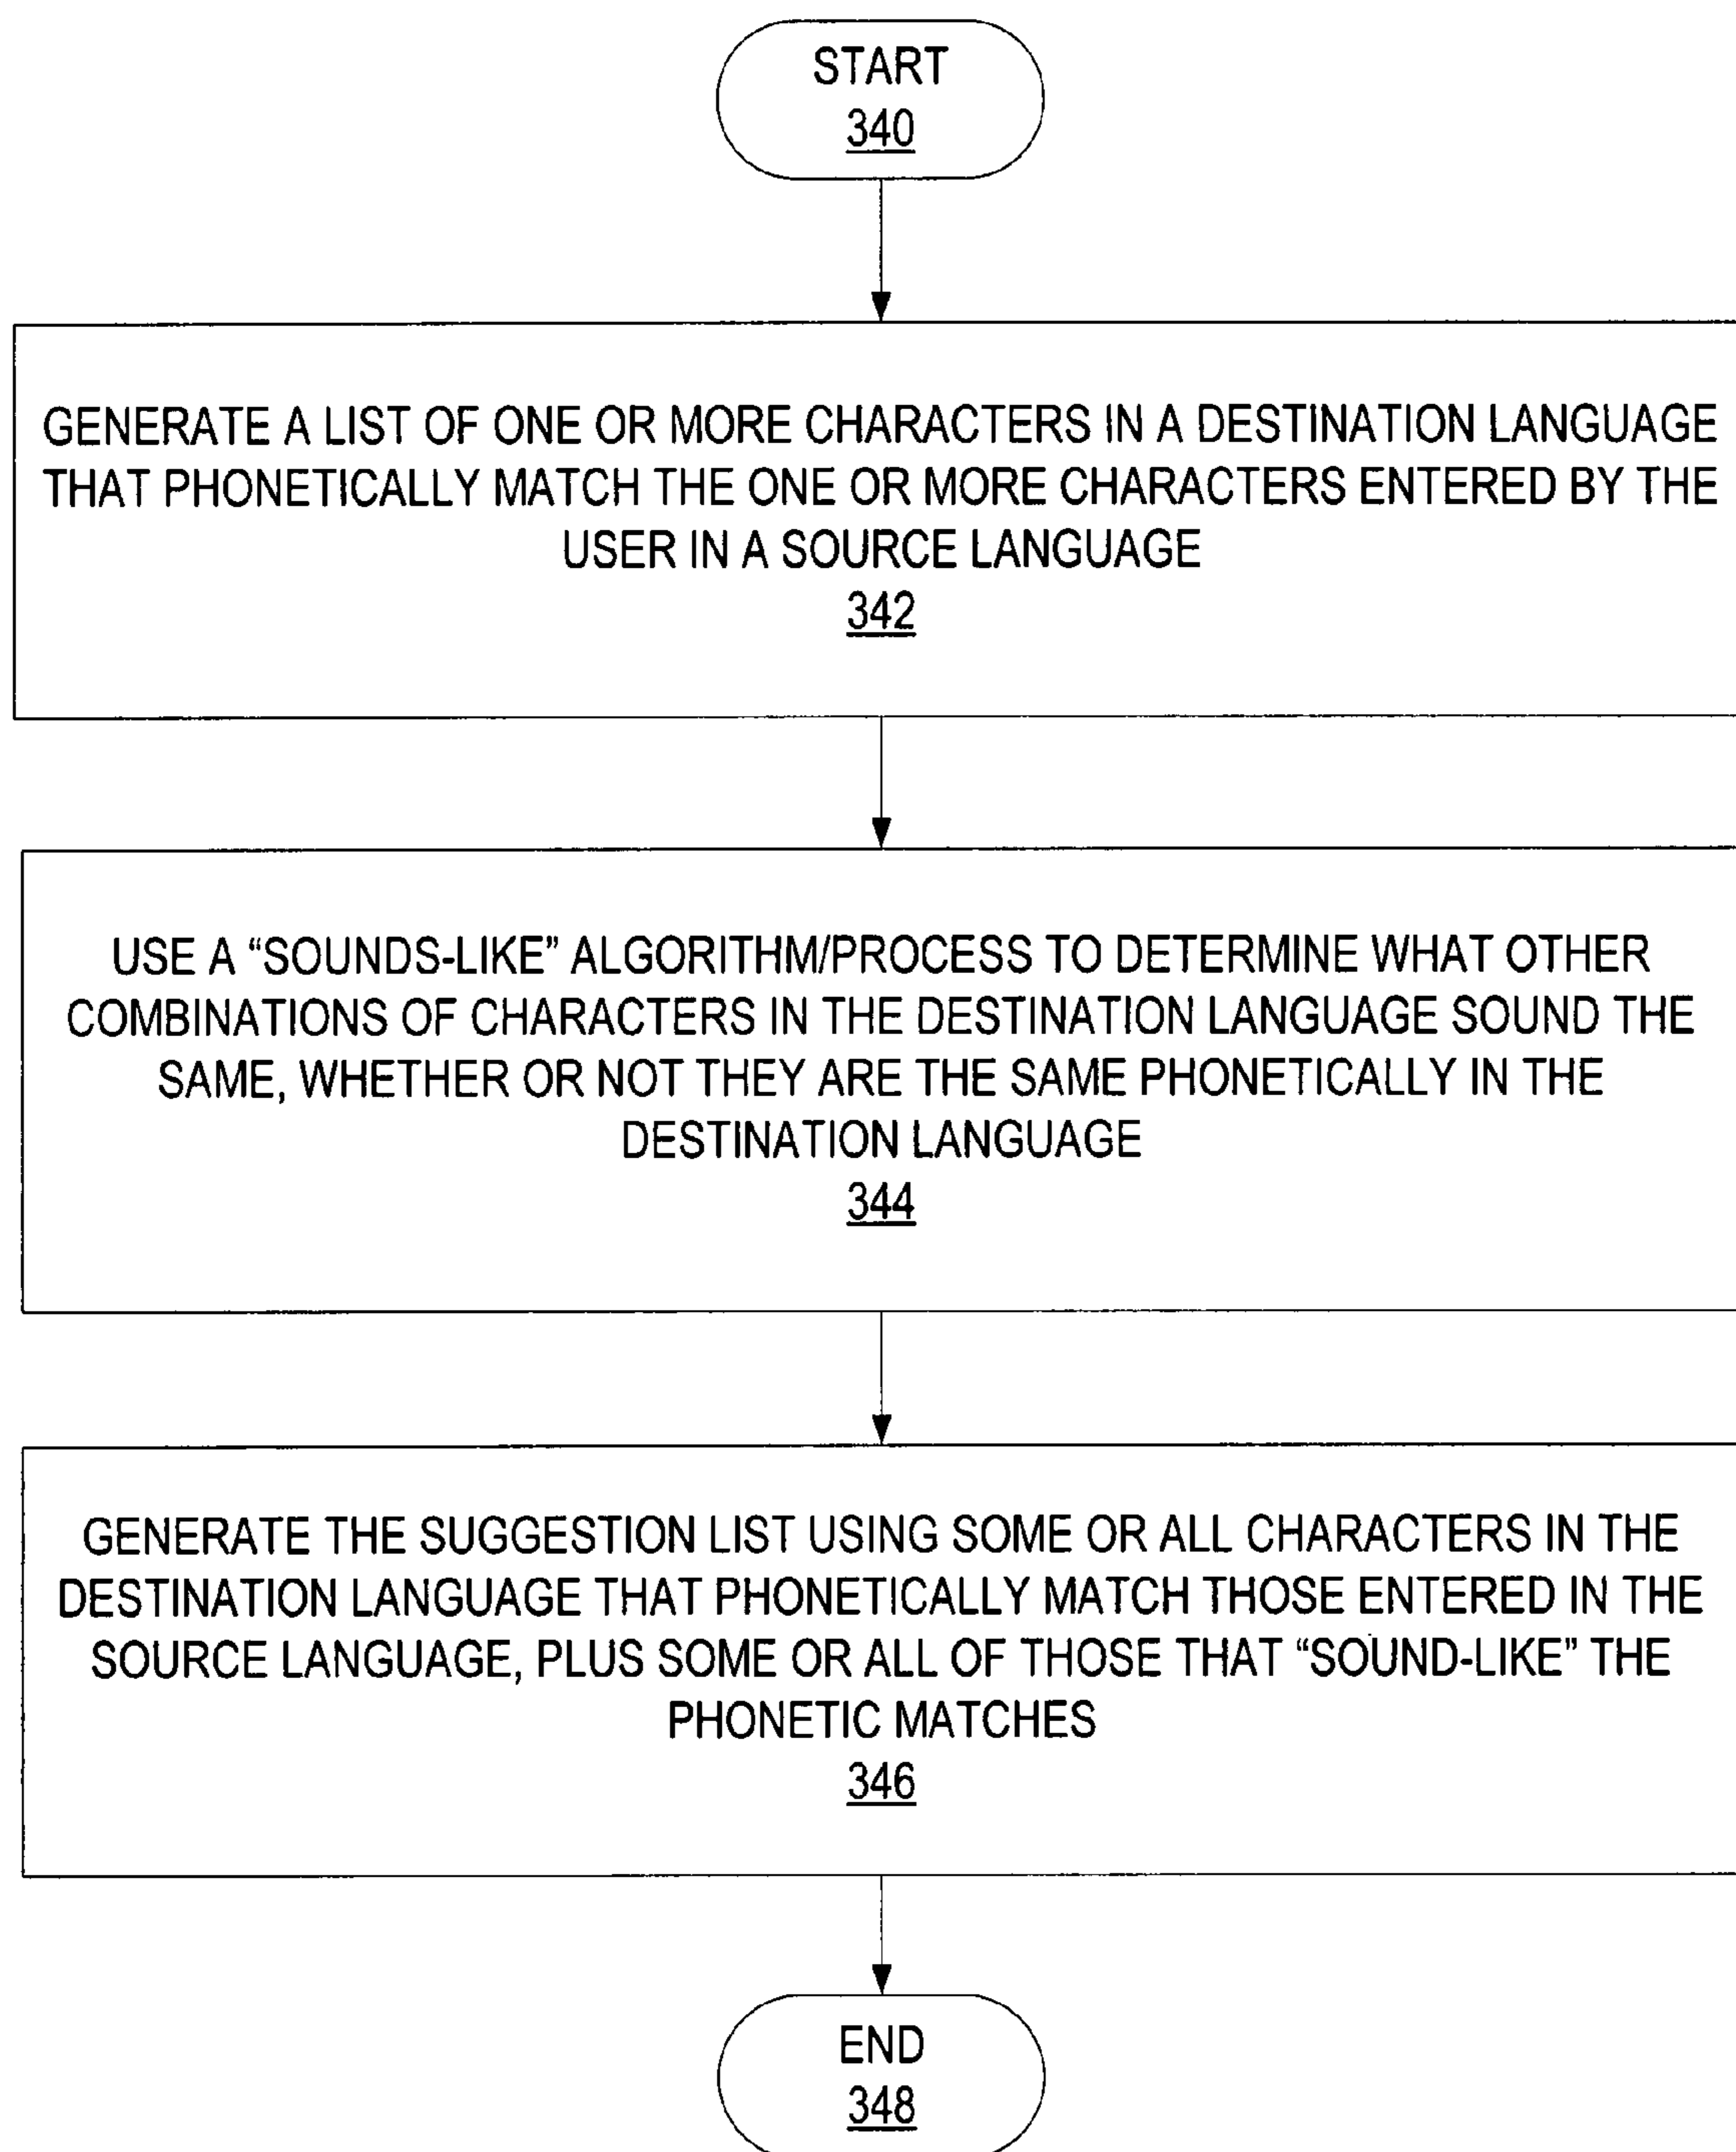 START
340
GENERATE A LIST OF ONE OR MORE CHARACTERS IN A DESTINATION LANGUAGE
THAT PHONETICALLY MATCH THE ONE OR MORE CHARACTERS ENTERED BY THE
USER IN A SOURCE LANGUAGE
342
USE A “SOUNDS-LIKE” ALGORITHM/PROCESS TO DETERMINE WHAT OTHER
COMBINATIONS OF CHARACTERS IN THE DESTINATION LANGUAGE SOUND THE
SAME, WHETHER OR NOT THEY ARE THE SAME PHONETICALLY IN THE
DESTINATION LANGUAGE
344
GENERATE THE SUGGESTION LIST USING SOME OR ALL CHARACTERS IN THE
DESTINATION LANGUAGE THAT PHONETICALLY MATCH THOSE ENTERED IN THE
SOURCE LANGUAGE, PLUS SOME OR ALL OF THOSE THAT “SOUND-LIKE” THE
PHONETIC MATCHES
346
END
348